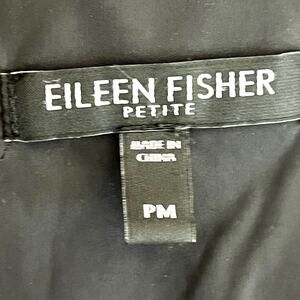 EILEEN FISHER
PETITE
MADE IN
CHINA
PM